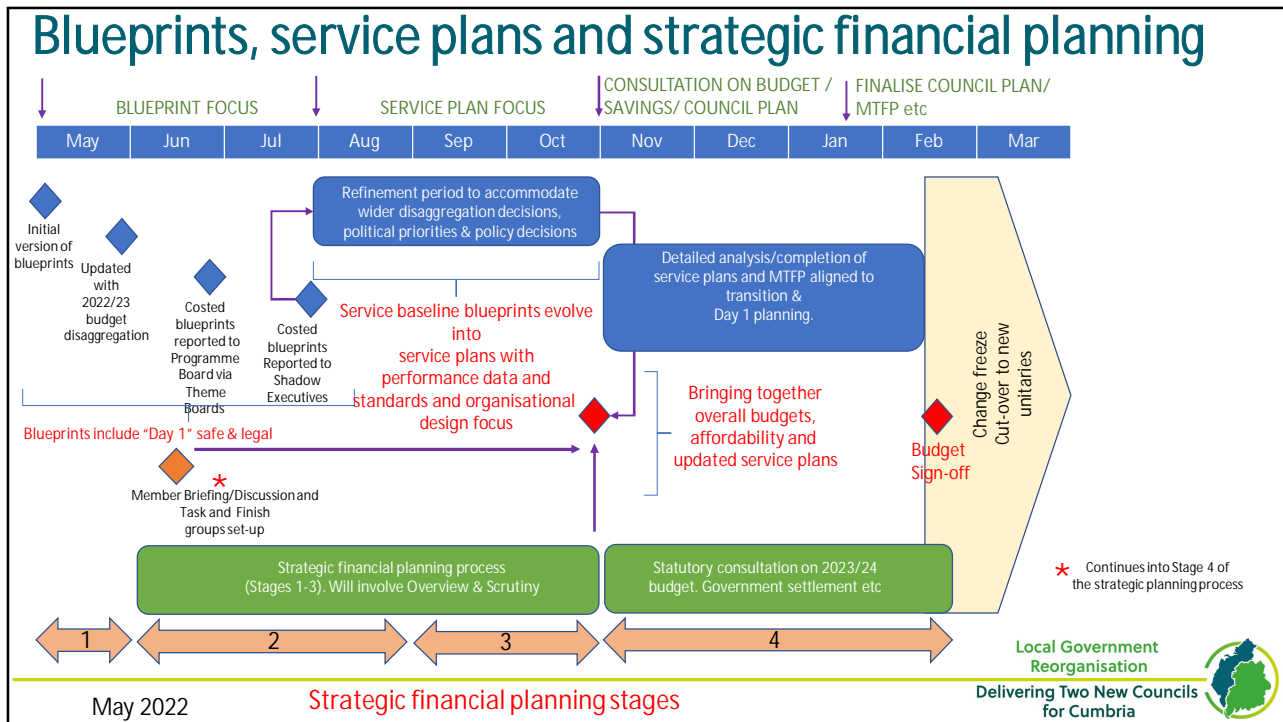 Blueprints, service plans and strategic financial planning
BLUEPRINT FOCUS
SERVICE PLAN FOCUS
CONSULTATION ON BUDGET /
SAVINGS/ COUNCIL PLAN
FINALISE COUNCIL PLAN/
MTFP etc
May
Jun
Jul
Aug
Sep
Oct
Nov
Dec
Jan
Feb
Mar
Initial
version of
blueprints
Updated
with
2022/23
budget
disaggregation
Costed
blueprints
reported to
Programme
Board via
Theme
Boards
Costed
blueprints
Reported to
Shadow
Executives
Refinement period to accommodate
wider disaggregation decisions,
political priorities & policy decisions
Detailed analysis/completion of
service plans and MTFP aligned to
transition &
Day 1 planning.
Service baseline blueprints evolve
into
service plans with
performance data and
standards and organisational
design focus
Bringing together
overall budgets,
affordability and
updated service plans
Change freeze
Cut-over to new
unitaries
Budget
Sign-off
Blueprints include “Day 1” safe & legal
*
Member Briefing/Discussion and
Task and Finish
groups set-up
Strategic financial planning process
(Stages 1-3). Will involve Overview & Scrutiny
Statutory consultation on 2023/24
budget. Government settlement etc
* Continues into Stage 4 of
the strategic planning process
1
2
3
4
May 2022
Strategic financial planning stages
Local Government
Reorganisation
Delivering Two New Councils
for Cumbria